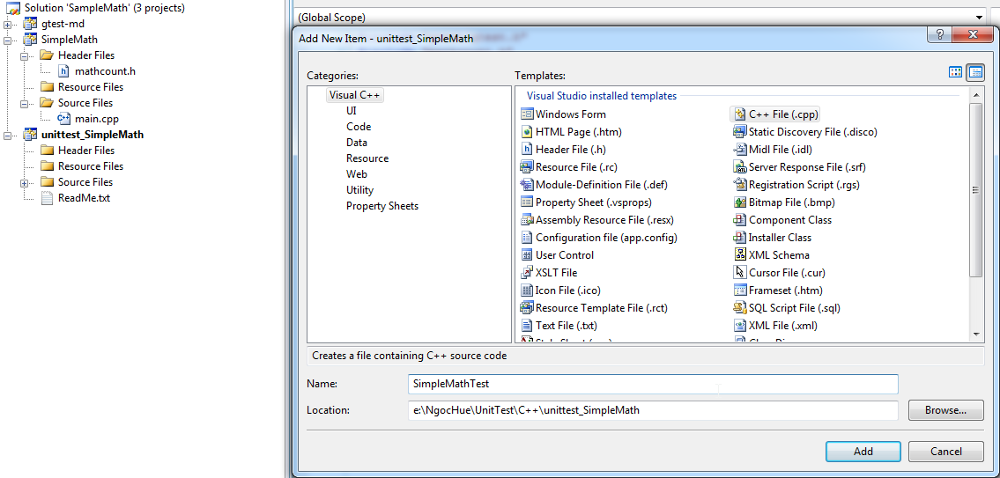 Solution 'SampleMath' (3 projects)
gtest-md
SimpleMath
Header Files
mathcount.h
Resource Files
Source Files
main.cpp
unittest_SimpleMath
Header Files
Resource Files
Source Files
ReadMe.txt
(Global Scope)
Add New Item - unittest_SimpleMath
Categories:
Visual C++
UI
Code
Data
Resource
Web
Utility
Property Sheets
Templates:
Visual Studio installed templates
Windows Form
C++ File (.cpp)
HTML Page (.htm)
Static Discovery File (.disco)
Header File (.h)
Midl File (.idl)
Resource File (.rc)
Server Response File (.srf)
Module-Definition File (.def)
Registration Script (.rgs)
Property Sheet (.vsprops)
Bitmap File (.bmp)
Assembly Resource File (.resx)
Component Class
Configuration file (app.config)
Installer Class
User Control
XML Schema
XSLT File
Cursor File (.cur)
Icon File (.ico)
Frameset (.htm)
Resource Template File (.rct)
SQL Script File (.sql)
Text File (.txt)
XML File (.xml)
Creates a file containing C++ source code
Name:
SimpleMathTest
Location:
e:\NgocHue\UnitTest\C++\unittest_SimpleMath
Browse...
Add
Cancel